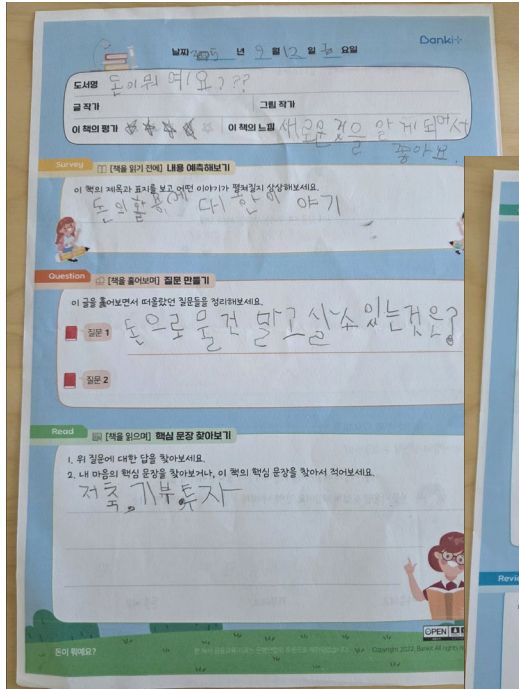 Banki+
날짜 2025 년 9 월 12 일 금 요일
도서명 돈이 뭐 예요???
글 작가 그림 작가
이 책의 평가 ★★★★☆ 이 책의 느낌 새로운 것을 알 게 되어서
좋아요.
Survey [책을 읽기 전에] 내용 예측해보기
이 책의 제목과 표지를 보고 어떤 이야기가 펼쳐질지 상상해보세요.
돈의 활용에 대한 이 야기
Question [책을 훑어보며] 질문 만들기
이 글을 훑어보면서 떠올랐던 질문들을 정리해보세요.
질문 1 돈으로 물건 말고 살 수 있는 것은?
질문 2
Read [책을 읽으며] 핵심 문장 찾아보기
1. 위 질문에 대한 답을 찾아보세요.
2. 내 마음의 핵심 문장을 찾아보거나, 이 책의 핵심 문장을 찾아서 적어보세요.
저축, 기부, 투자
OPEN
돈이 뭐예요?
Copyright 2023. Bankit All rights
Revie